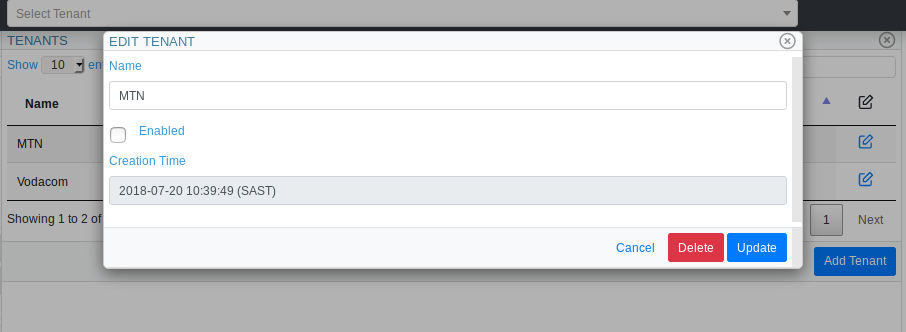 Select Tenant
TENANTS
EDIT TENANT
Show 10 en
Name
Name
MTN
Enabled
MTN
Creation Time
Vodacom
2018-07-20 10:39:49 (SAST)
Showing 1 to 2 of
1 Next
Cancel Delete Update
Add Tenant